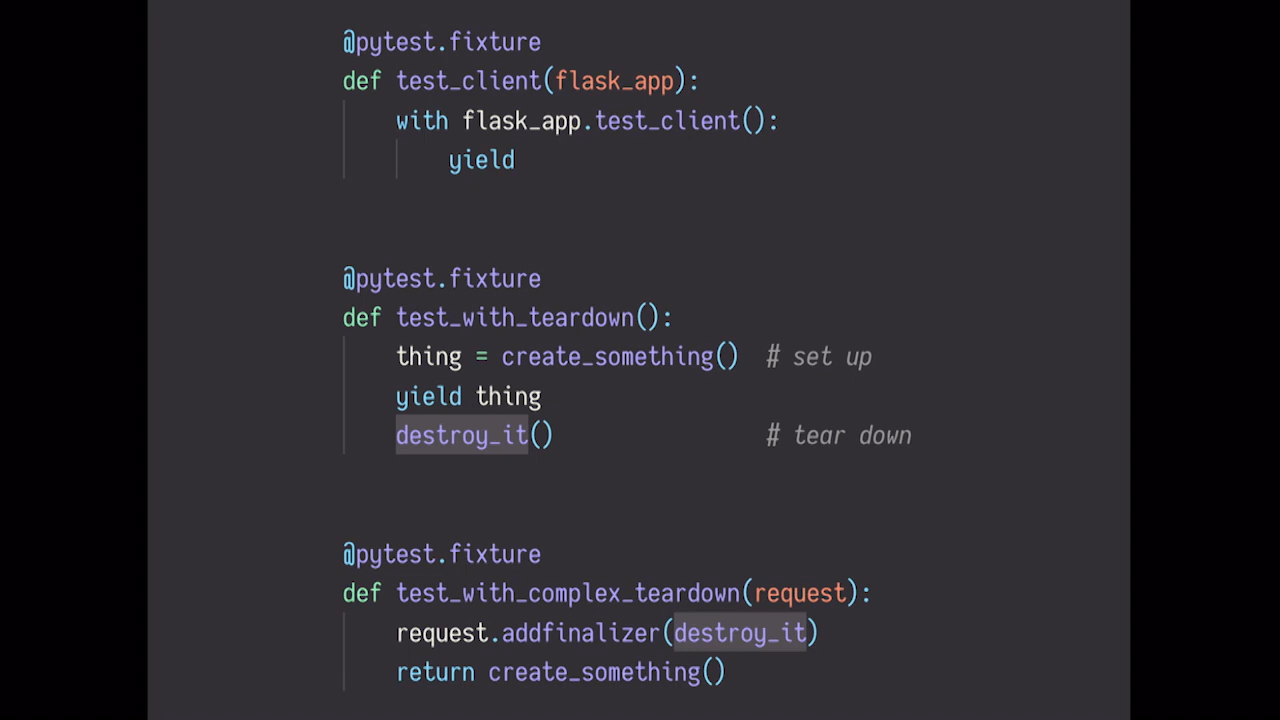 @pytest.fixture
def test_client(flask_app):
    with flask_app.test_client():
        yield
@pytest.fixture
def test_with_teardown():
    thing = create_something()  # set up
    yield thing
    destroy_it()                # tear down
@pytest.fixture
def test_with_complex_teardown(request):
    request.addfinalizer(destroy_it)
    return create_something()